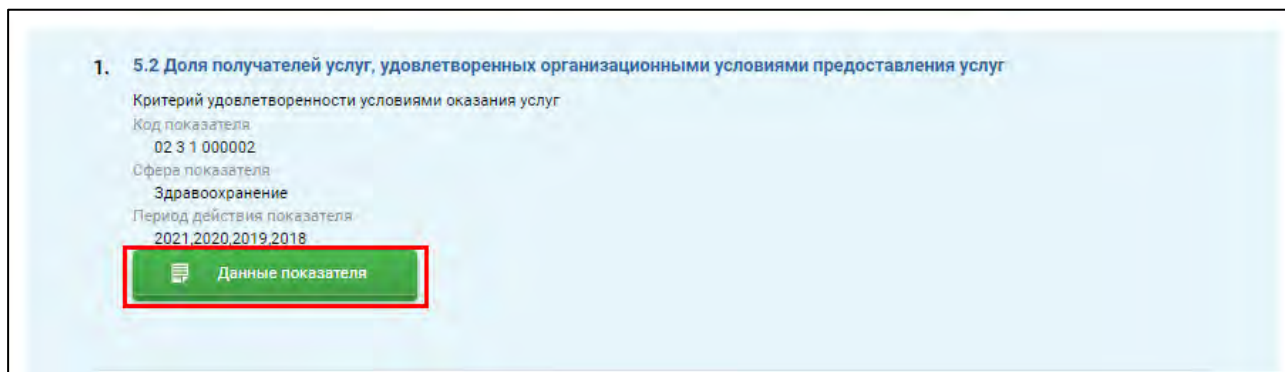 1. 5.2 Доля получателей услуг, удовлетворенных организационными условиями предоставления услуг
Критерий удовлетворенности условиями оказания услуг
Код показателя
02 3 1 000002
Сфера показателя
Здравоохранение
Период действия показателя
2021,2020,2019,2018
Данные показателя